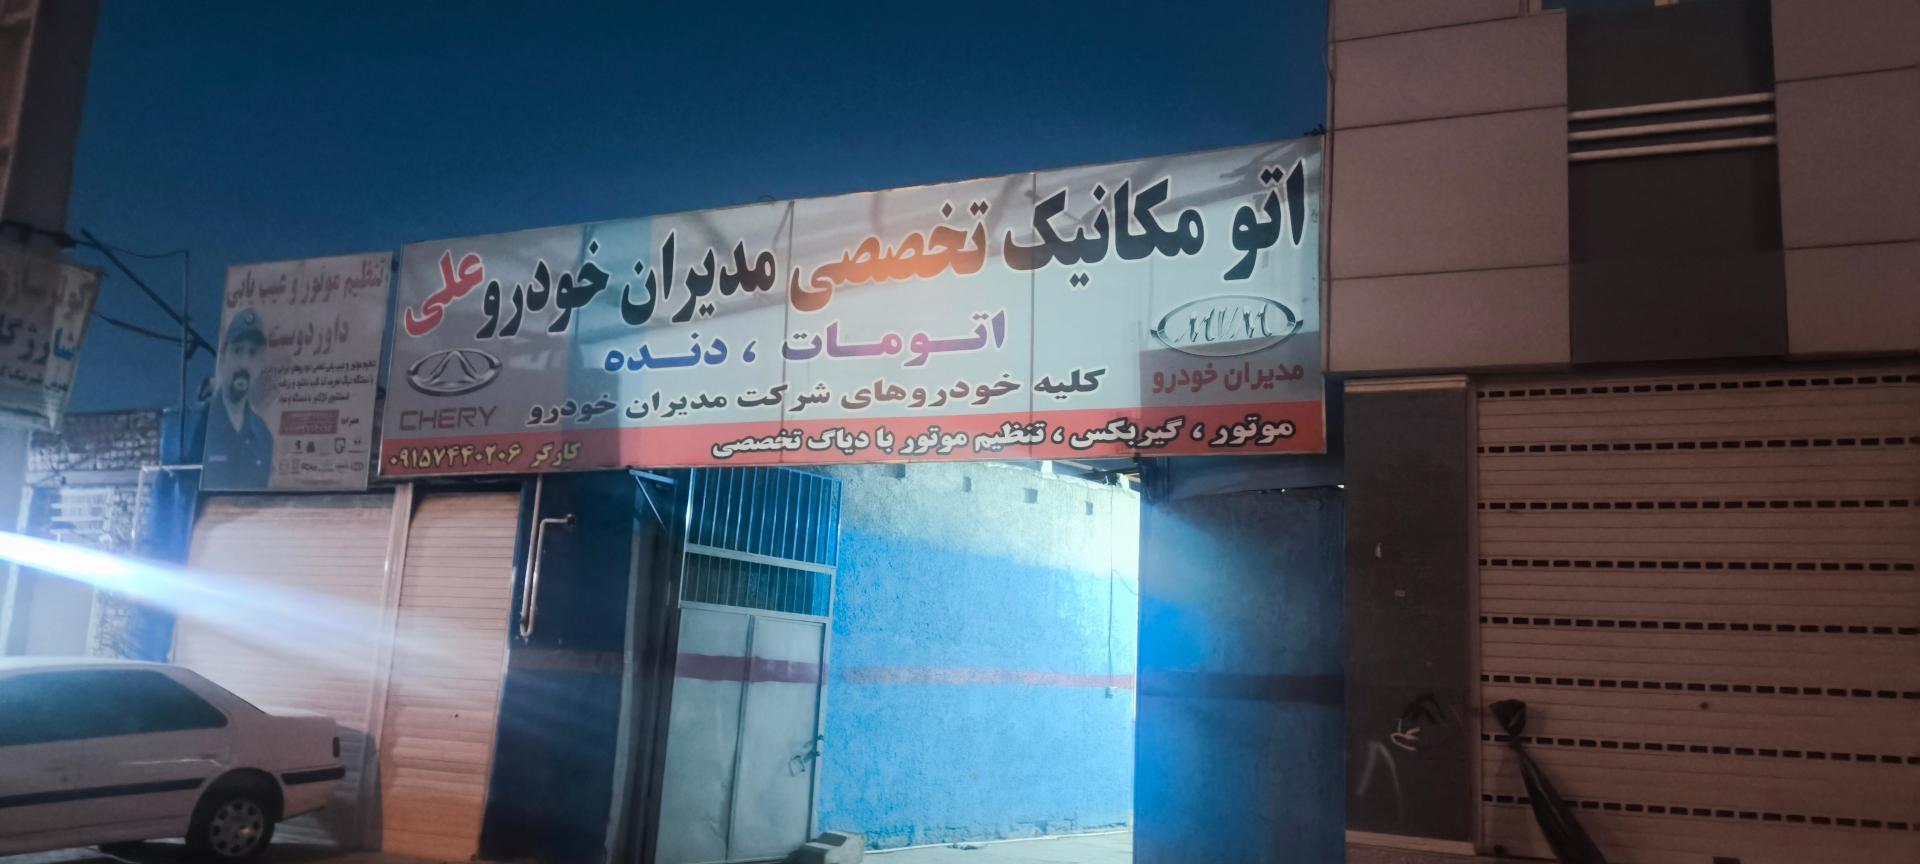 اتو مکانیک تخصصی مدیران خودرو علی
اتومات ، دنده
کلیه خودروهای شرکت مدیران خودرو
MVM
مدیران خودرو
CHERY
موتور ، گیربکس ، تنظیم موتور با دیاگ تخصصی
کارگر ۰۹۱۵۷۴۴۰۲۰۶
تنظیم موتور و عیب یابی
داوردوست